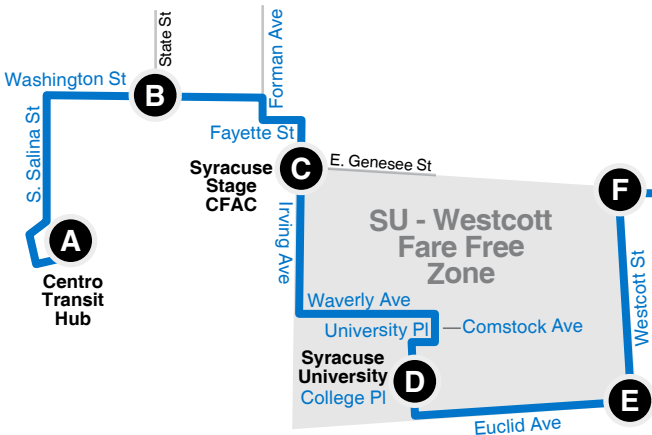 State St
Forman Ave
Washington St
B
S. Salina St
Fayette St
Syracuse
Stage
CFAC
C
E. Genesee St
F
SU - Westcott
Fare Free
Zone
Irving Ave
A
Centro
Transit
Hub
Westcott St
Waverly Ave
University Pl
Comstock Ave
Syracuse
University
College Pl
D
E
Euclid Ave